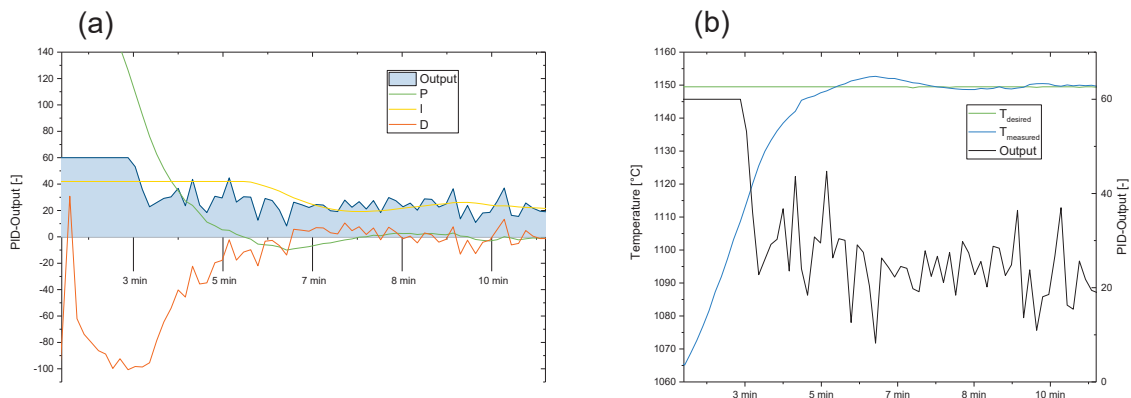 (a)
140
120
100
80
60
40
20
0
-20
-40
-60
-80
-100
PID-Output [-]
3 min
5 min
7 min
8 min
10 min
Output
P
I
D
(b)
1160
1150
1140
1130
1120
1110
1100
1090
1080
1070
1060
Temperature [°C]
3 min
5 min
7 min
8 min
10 min
60
40
20
0
PID-Output [-]
T_desired
T_measured
Output